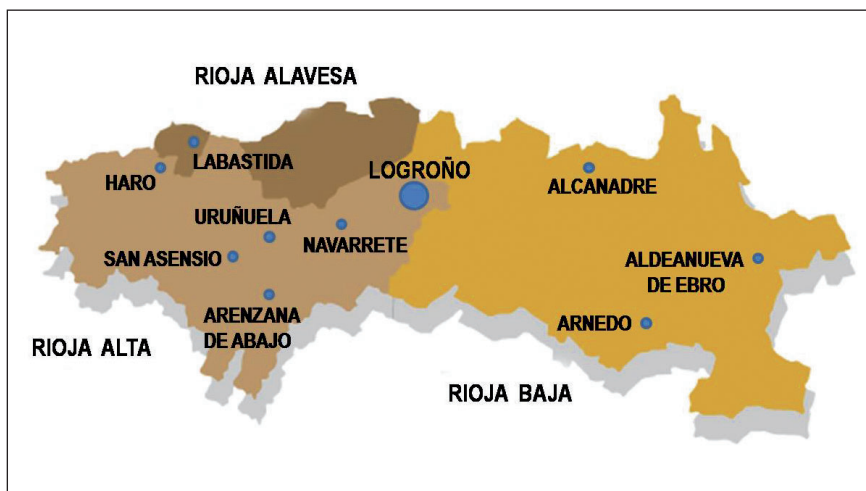 RIOJA ALAVESA
LABASTIDA
HARO
LOGROÑO
ALCANADRE
URUÑUELA
NAVARRETE
SAN ASENSIO
ALDEANUEVA
DE EBRO
ARENZANA
DE ABAJO
ARNEDO
RIOJA ALTA
RIOJA BAJA